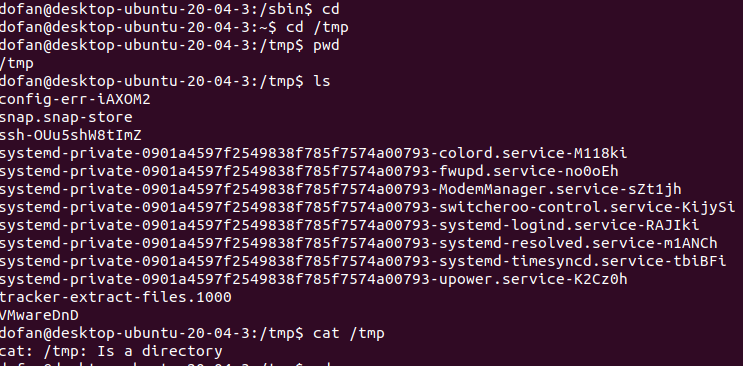 dofan@desktop-ubuntu-20-04-3:/sbin$ cd
dofan@desktop-ubuntu-20-04-3:~$ cd /tmp
dofan@desktop-ubuntu-20-04-3:/tmp$ pwd
/tmp
dofan@desktop-ubuntu-20-04-3:/tmp$ ls
config-err-iAXOM2
snap.snap-store
ssh-OUu5shW8tImZ
systemd-private-0901a4597f2549838f785f7574a00793-colord.service-M118ki
systemd-private-0901a4597f2549838f785f7574a00793-fwupd.service-no0oEh
systemd-private-0901a4597f2549838f785f7574a00793-ModemManager.service-sZt1jh
systemd-private-0901a4597f2549838f785f7574a00793-switcheroo-control.service-KijySi
systemd-private-0901a4597f2549838f785f7574a00793-systemd-logind.service-RAJIki
systemd-private-0901a4597f2549838f785f7574a00793-systemd-resolved.service-m1ANCh
systemd-private-0901a4597f2549838f785f7574a00793-systemd-timesyncd.service-tbiBFi
systemd-private-0901a4597f2549838f785f7574a00793-upower.service-K2Cz0h
tracker-extract-files.1000
VMwareDnD
dofan@desktop-ubuntu-20-04-3:/tmp$ cat /tmp
cat: /tmp: Is a directory